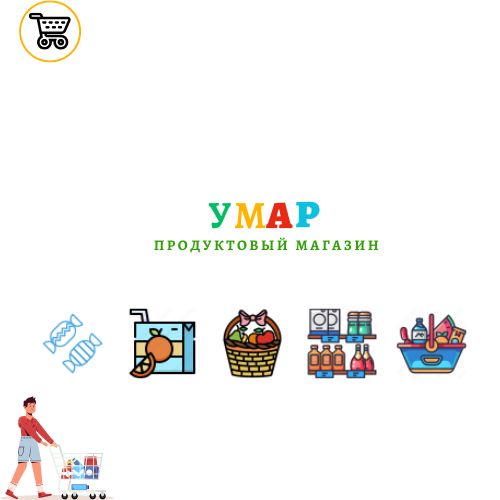 УМАР
ПРОДУКТОВЫЙ МАГАЗИН